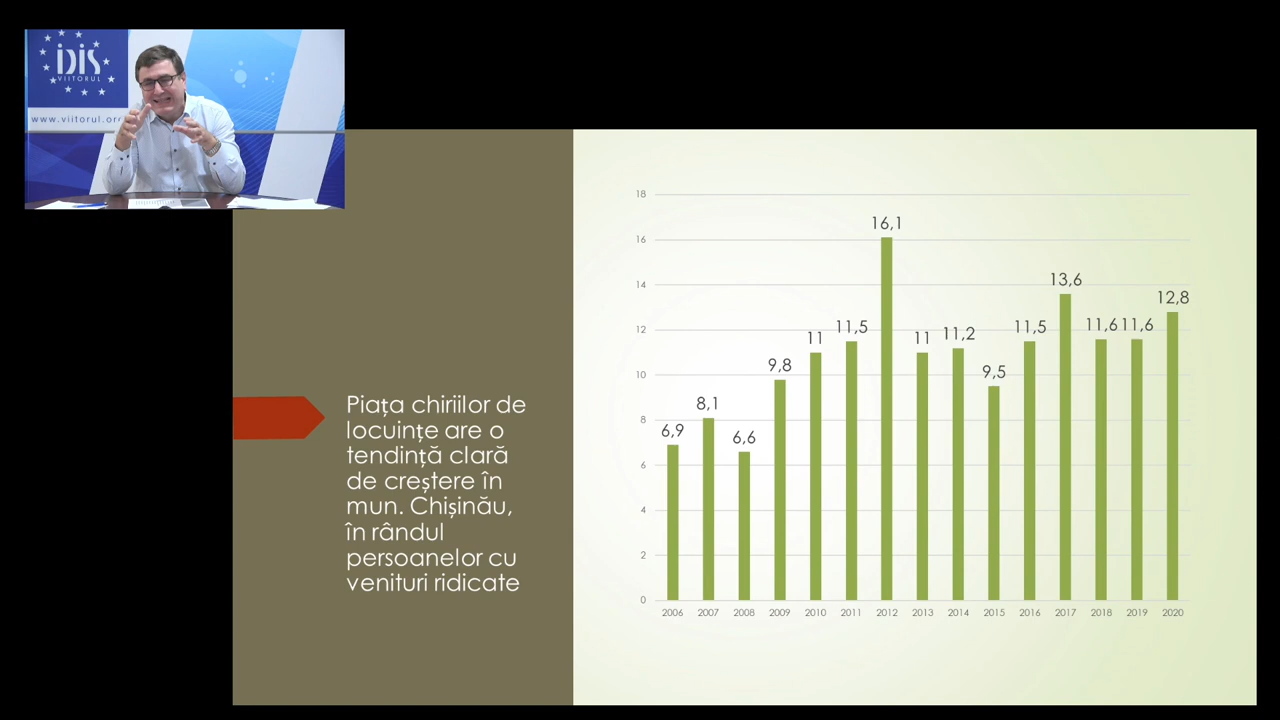 IDIS
VIITORUL
www.viitorul.org
Piața chiriilor de
locuințe are o
tendință clară
de creștere în
mun. Chișinău,
în rândul
persoanelor cu
venituri ridicate
18
16
14
12
10
8
6
4
2
0
6,9
8,1
6,6
9,8
11
11,5
16,1
11
11,2
9,5
11,5
13,6
11,6
11,6
12,8
2006 2007 2008 2009 2010 2011 2012 2013 2014 2015 2016 2017 2018 2019 2020